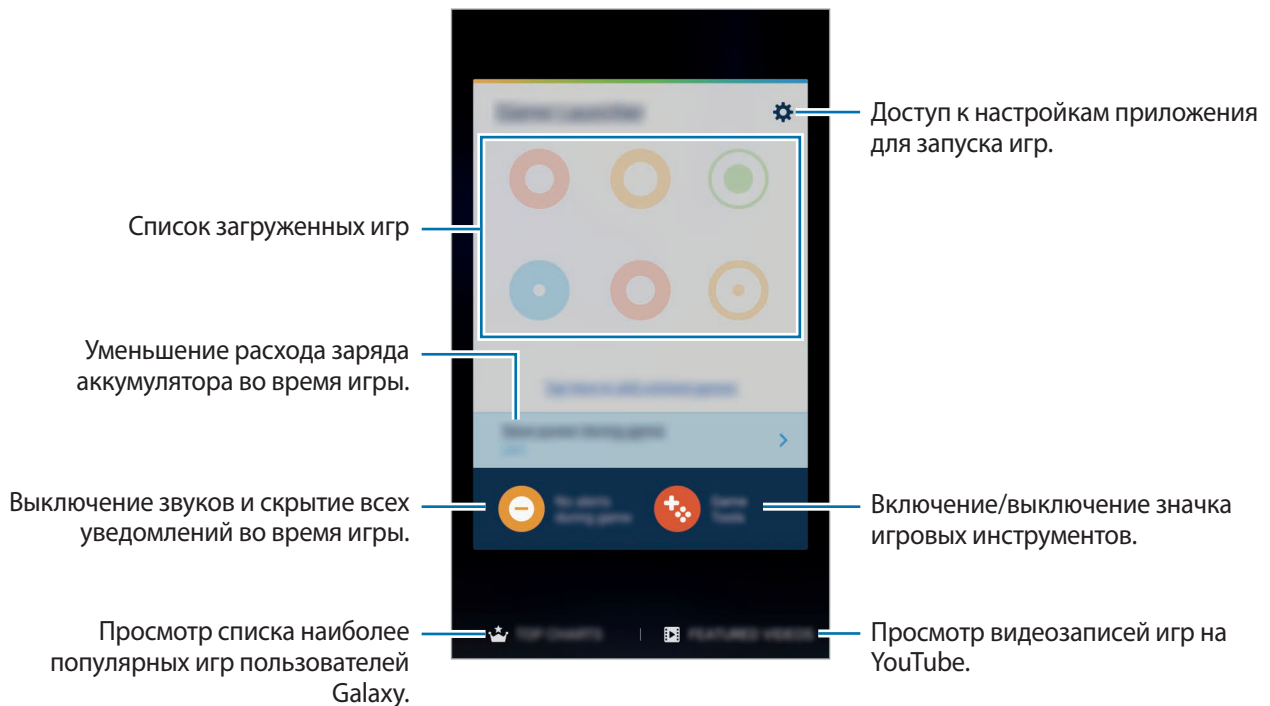 Доступ к настройкам приложения
для запуска игр.
Список загруженных игр
Уменьшение расхода заряда
аккумулятора во время игры.
Выключение звуков и скрытие всех
уведомлений во время игры.
Включение/выключение значка
игровых инструментов.
Просмотр списка наиболее
популярных игр пользователей
Galaxy.
Просмотр видеозаписей игр на
YouTube.